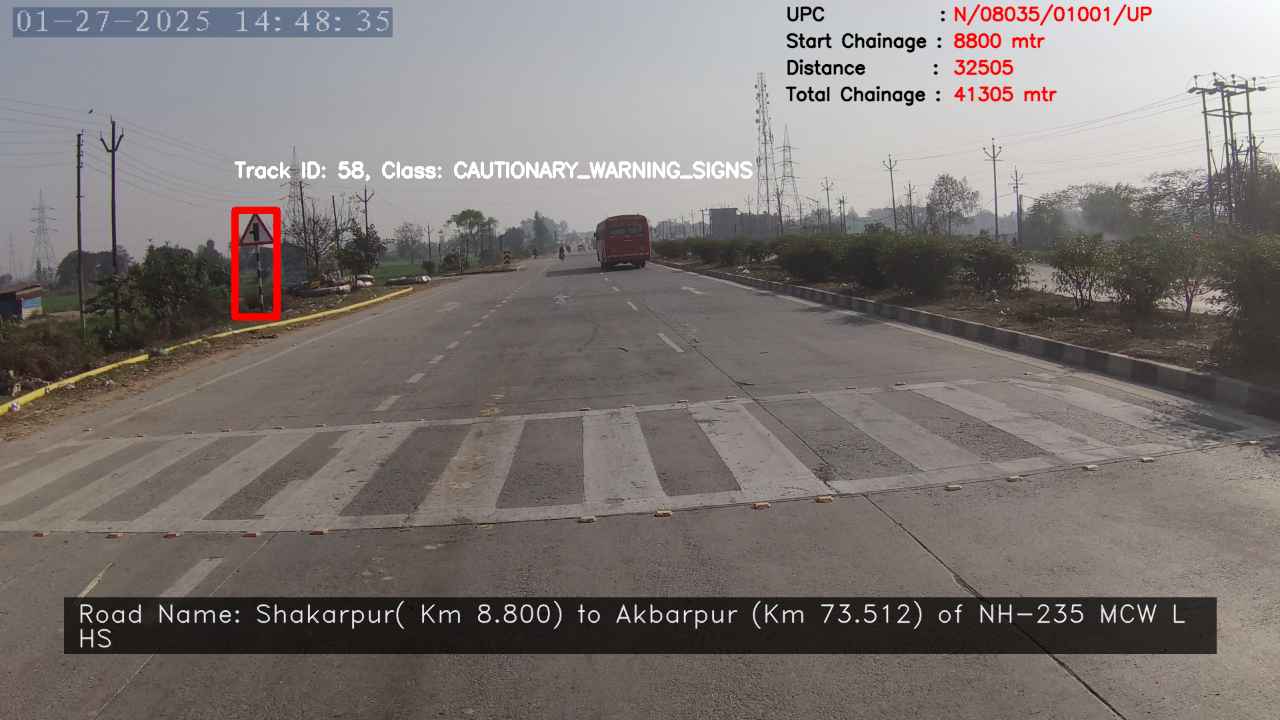 01-27-2025 14:48:35
UPC : N/08035/01001/UP
Start Chainage : 8800 mtr
Distance : 32505
Total Chainage : 41305 mtr
Track ID: 58, Class: CAUTIONARY_WARNING_SIGNS
Road Name: Shakarpur( Km 8.800) to Akbarpur (Km 73.512) of NH-235 MCW L
HS